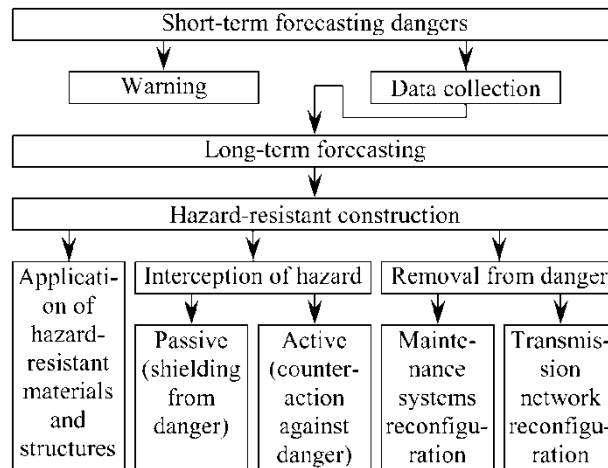 Short-term forecasting dangers
Warning
Data collection
Long-term forecasting
Hazard-resistant construction
Applicati-
on of
hazard-
resistant
materials
and
structures
Interception of hazard
Removal from danger
Passive
(shielding
from
danger)
Active
(counter-
action
against
danger)
Mainte-
nance
systems
reconfigu-
ration
Transmis-
sion
network
reconfigu-
ration